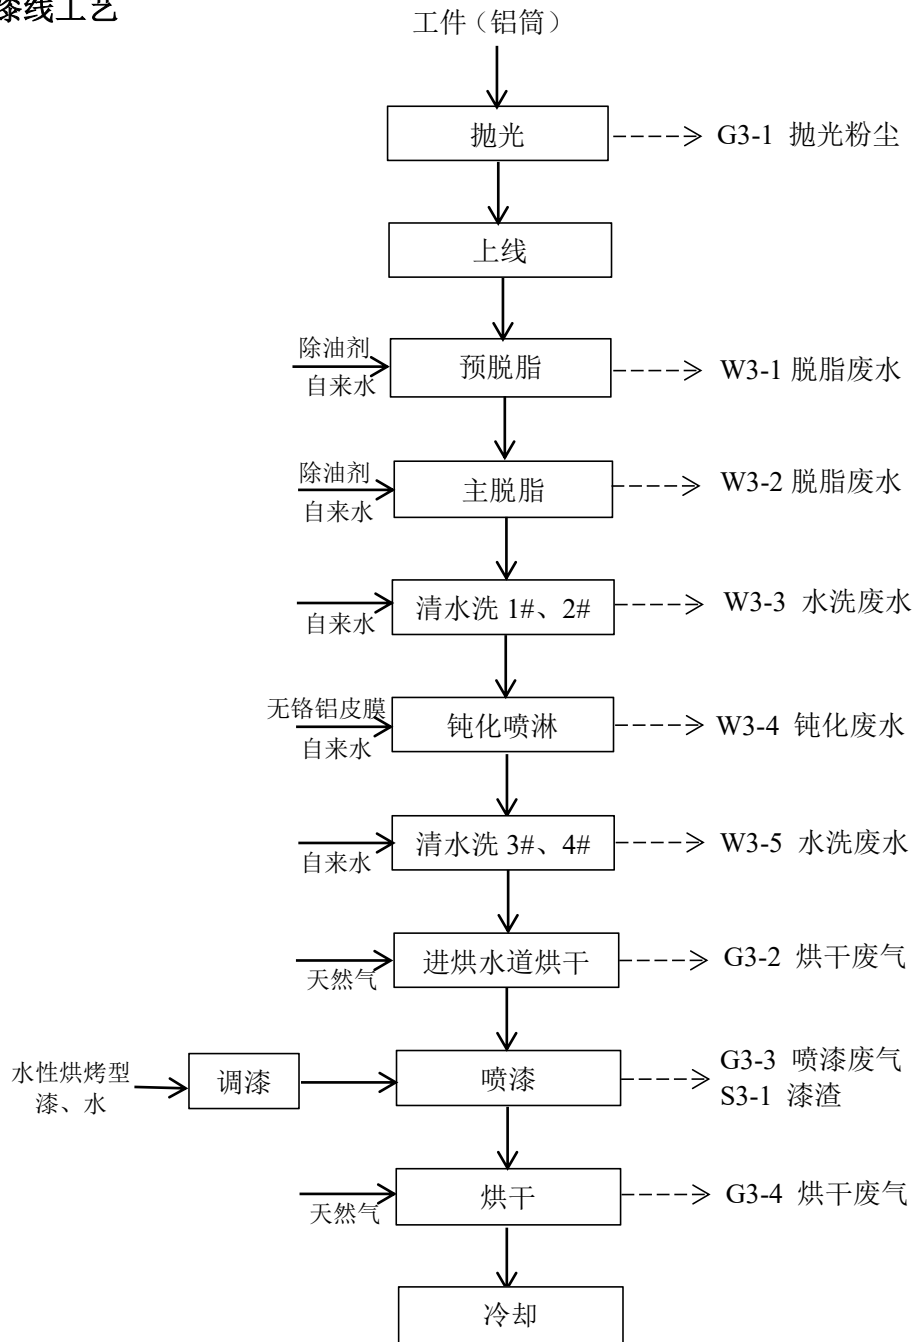 漆线工艺
工件（铝筒）
抛光
G3-1 抛光粉尘
上线
除油剂
自来水
预脱脂
W3-1 脱脂废水
除油剂
自来水
主脱脂
W3-2 脱脂废水
自来水
清水洗 1#、2#
W3-3 水洗废水
无铬铝皮膜
自来水
钝化喷淋
W3-4 钝化废水
自来水
清水洗 3#、4#
W3-5 水洗废水
天然气
进烘水道烘干
G3-2 烘干废气
水性烘烤型
漆、水
调漆
喷漆
G3-3 喷漆废气
S3-1 漆渣
天然气
烘干
G3-4 烘干废气
冷却